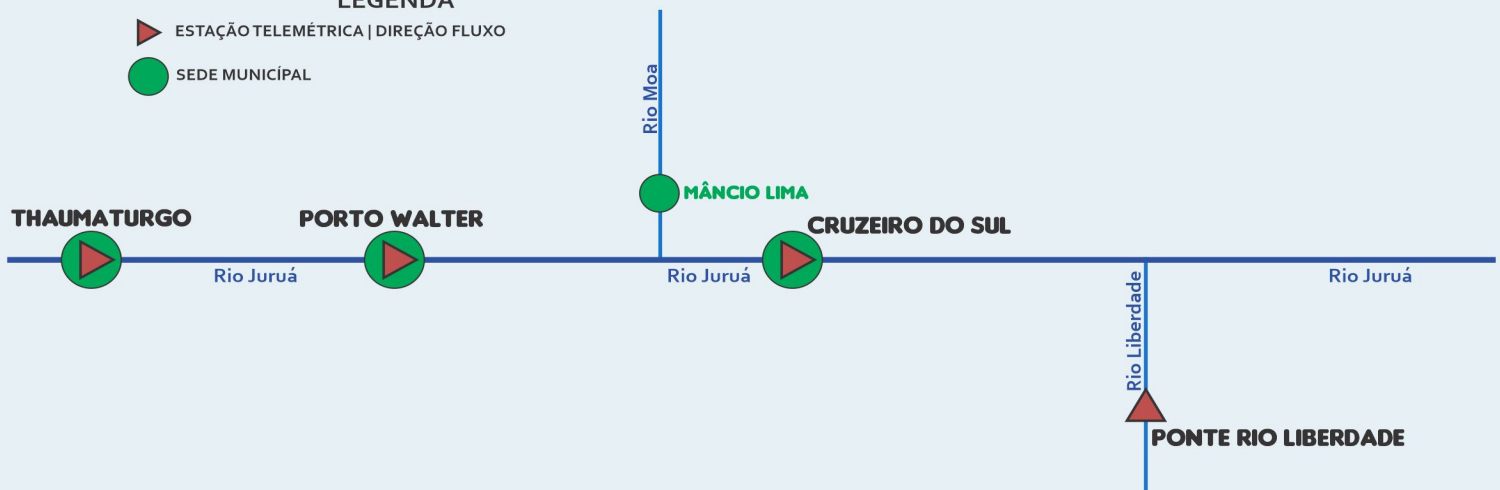 LEGENDA
ESTAÇÃO TELEMÉTRICA | DIREÇÃO FLUXO
SEDE MUNICÍPAL
Rio Moa
MÂNCIO LIMA
THAUMATURGO
PORTO WALTER
CRUZEIRO DO SUL
Rio Juruá
Rio Juruá
Rio Juruá
Rio Liberdade
PONTE RIO LIBERDADE